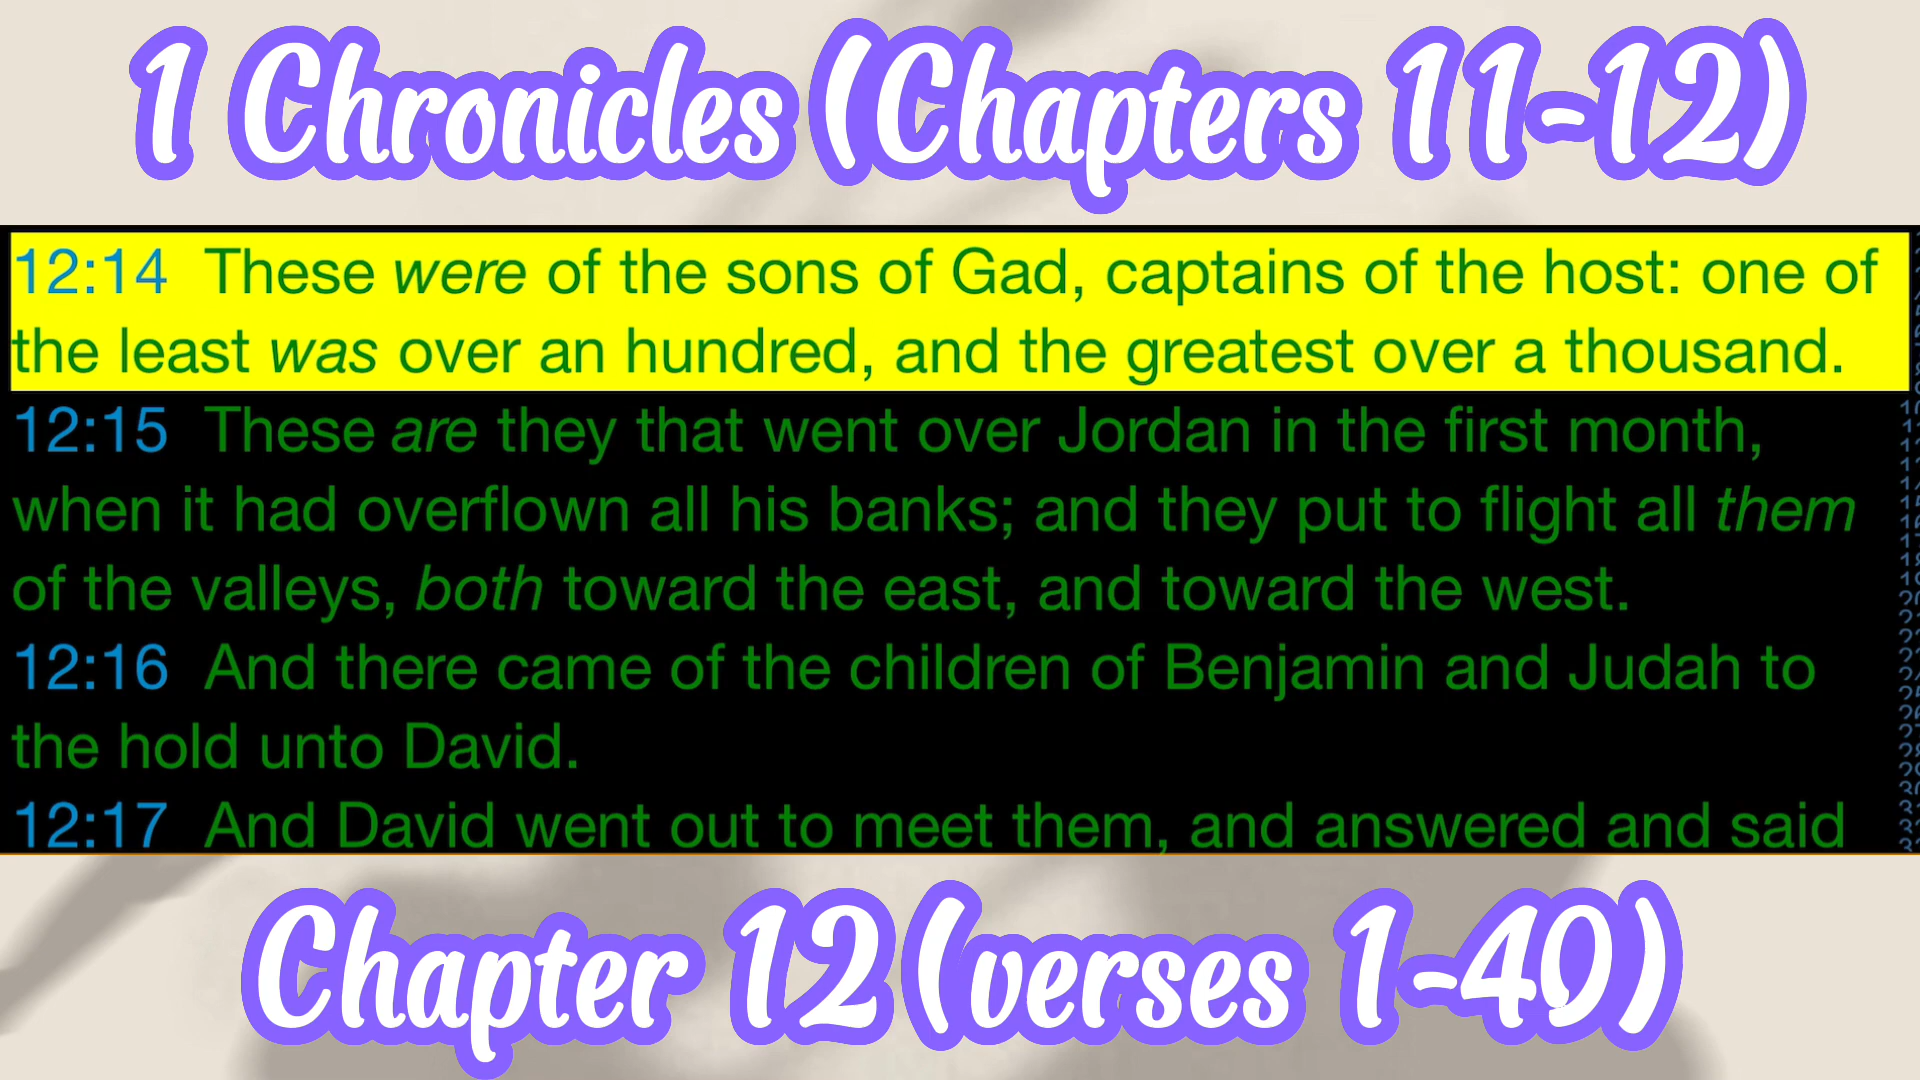 1 Chronicles (Chapters 11-12)
12:14 These were of the sons of Gad, captains of the host: one of
the least was over an hundred, and the greatest over a thousand.
12:15 These are they that went over Jordan in the first month,
when it had overflown all his banks; and they put to flight all them
of the valleys, both toward the east, and toward the west.
12:16 And there came of the children of Benjamin and Judah to
the hold unto David.
12:17 And David went out to meet them, and answered and said
Chapter 12 (verses 1-40)